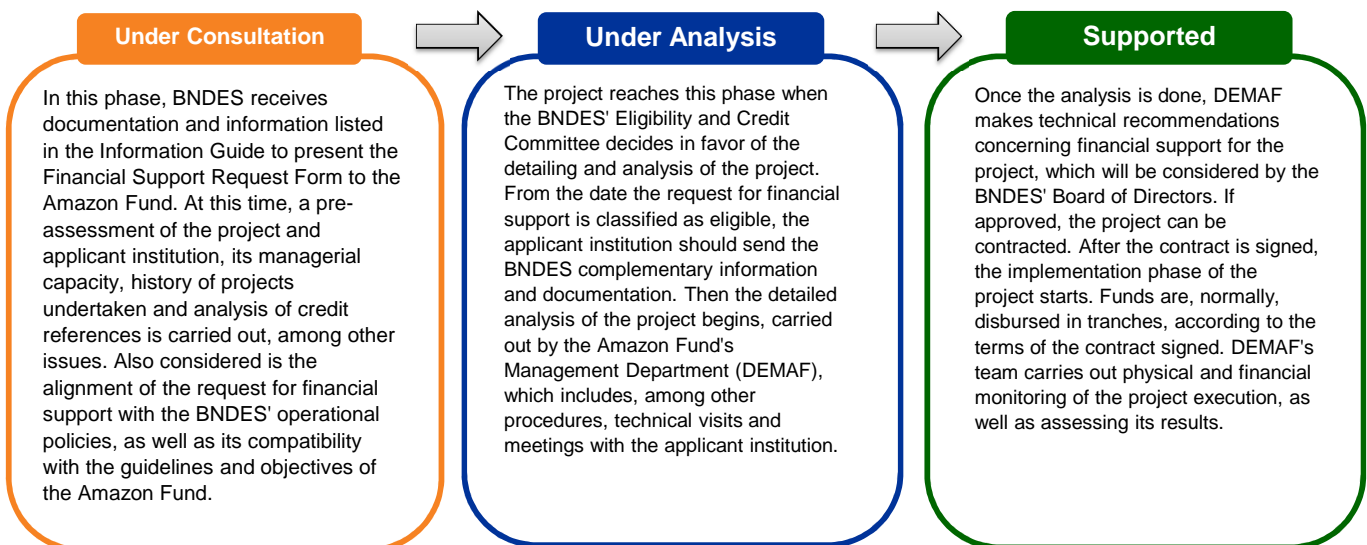 Under Consultation
In this phase, BNDES receives
documentation and information listed
in the Information Guide to present the
Financial Support Request Form to the
Amazon Fund. At this time, a pre-
assessment of the project and
applicant institution, its managerial
capacity, history of projects
undertaken and analysis of credit
references is carried out, among other
issues. Also considered is the
alignment of the request for financial
support with the BNDES' operational
policies, as well as its compatibility
with the guidelines and objectives of
the Amazon Fund.
Under Analysis
The project reaches this phase when
the BNDES' Eligibility and Credit
Committee decides in favor of the
detailing and analysis of the project.
From the date the request for financial
support is classified as eligible, the
applicant institution should send the
BNDES complementary information
and documentation. Then the detailed
analysis of the project begins, carried
out by the Amazon Fund's
Management Department (DEMAF),
which includes, among other
procedures, technical visits and
meetings with the applicant institution.
Supported
Once the analysis is done, DEMAF
makes technical recommendations
concerning financial support for the
project, which will be considered by the
BNDES' Board of Directors. If
approved, the project can be
contracted. After the contract is signed,
the implementation phase of the
project starts. Funds are, normally,
disbursed in tranches, according to the
terms of the contract signed. DEMAF's
team carries out physical and financial
monitoring of the project execution, as
well as assessing its results.